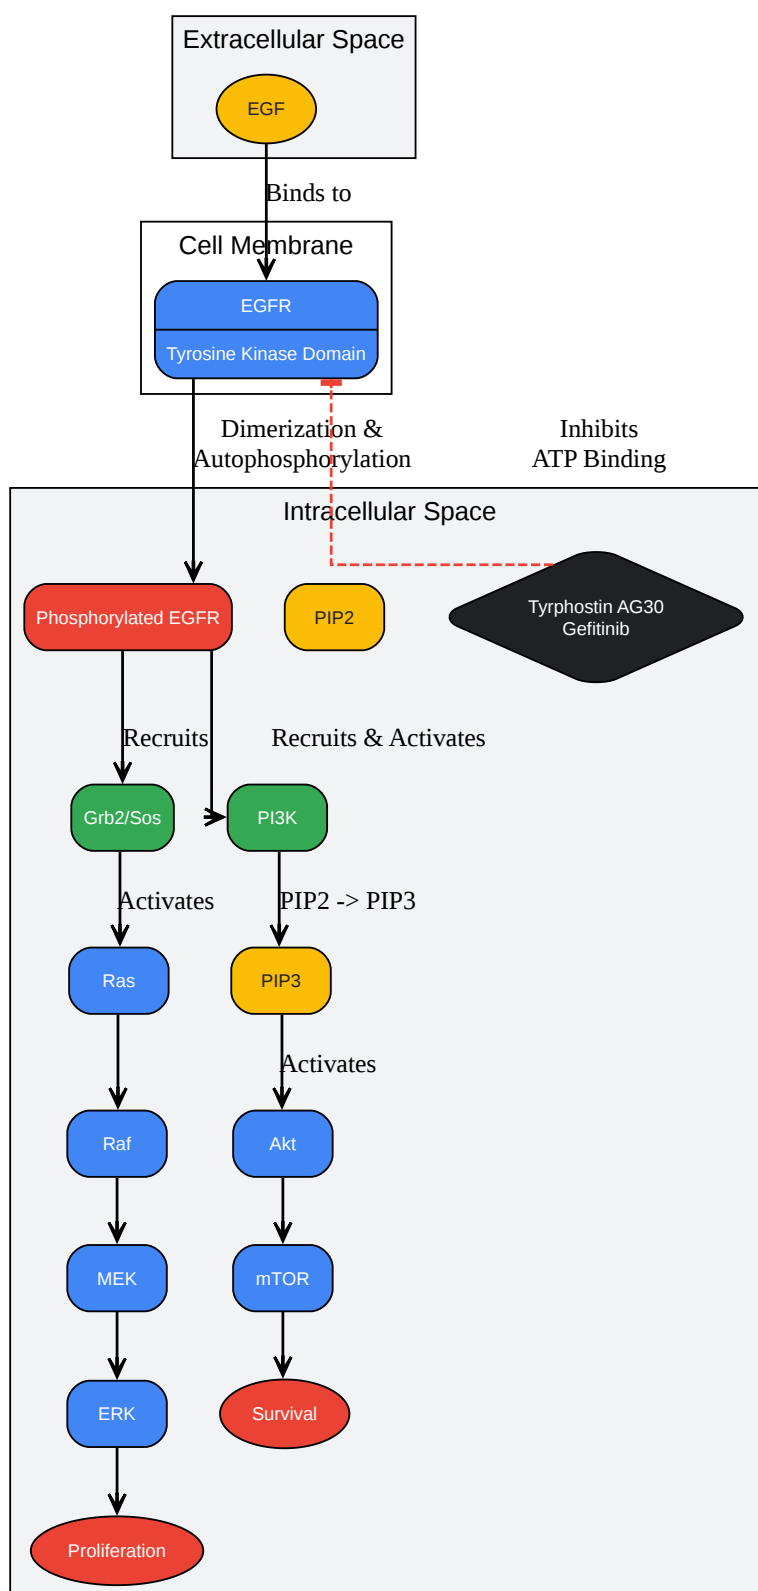 Extracellular Space
EGF
Binds to
Cell Membrane
EGFR
Tyrosine Kinase Domain
Dimerization &
Autophosphorylation
Inhibits
ATP Binding
Intracellular Space
Phosphorylated EGFR
PIP2
Tyrphostin AG30
Gefitinib
Recruits
Recruits & Activates
Grb2/Sos
PI3K
Activates
PIP2 -> PIP3
Ras
PIP3
Activates
Raf
Akt
MEK
mTOR
ERK
Survival
Proliferation